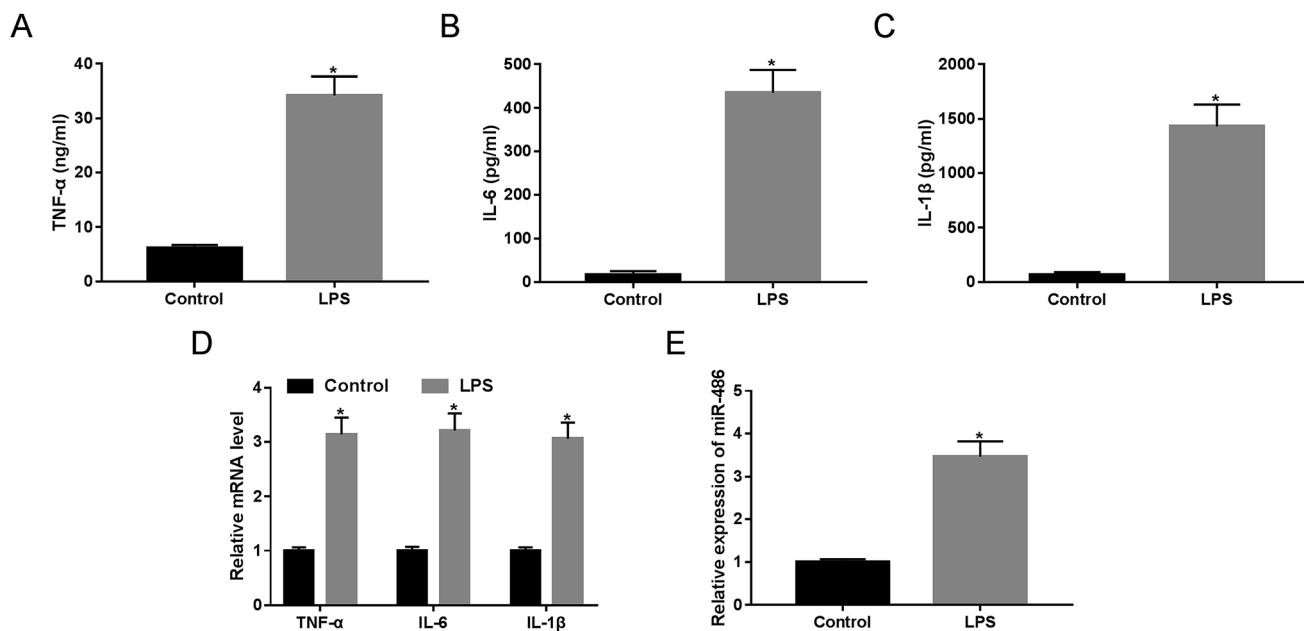 A
TNF-α (ng/ml)
40
30
20
10
0
*
Control
LPS
B
IL-6 (pg/ml)
500
400
300
200
100
0
*
Control
LPS
C
IL-1β (pg/ml)
2000
1500
1000
500
0
*
Control
LPS
D
Relative mRNA level
4
3
2
1
0
Control
LPS
*
*
*
TNF-α
IL-6
IL-1β
E
Relative expression of miR-486
5
4
3
2
1
0
*
Control
LPS